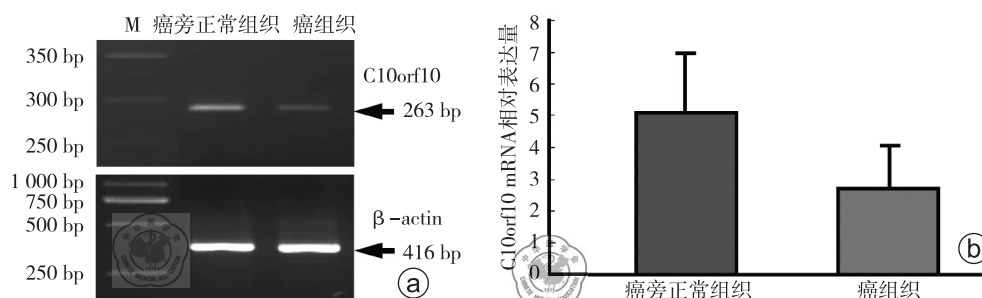 M 癌旁正常组织 癌组织
350 bp
300 bp
250 bp
C10orf10
263 bp
1 000 bp
750 bp
500 bp
250 bp
β-actin
416 bp
a
C10orf10 mRNA相对表达量
8
7
6
5
4
3
2
1
0
癌旁正常组织 癌组织
b